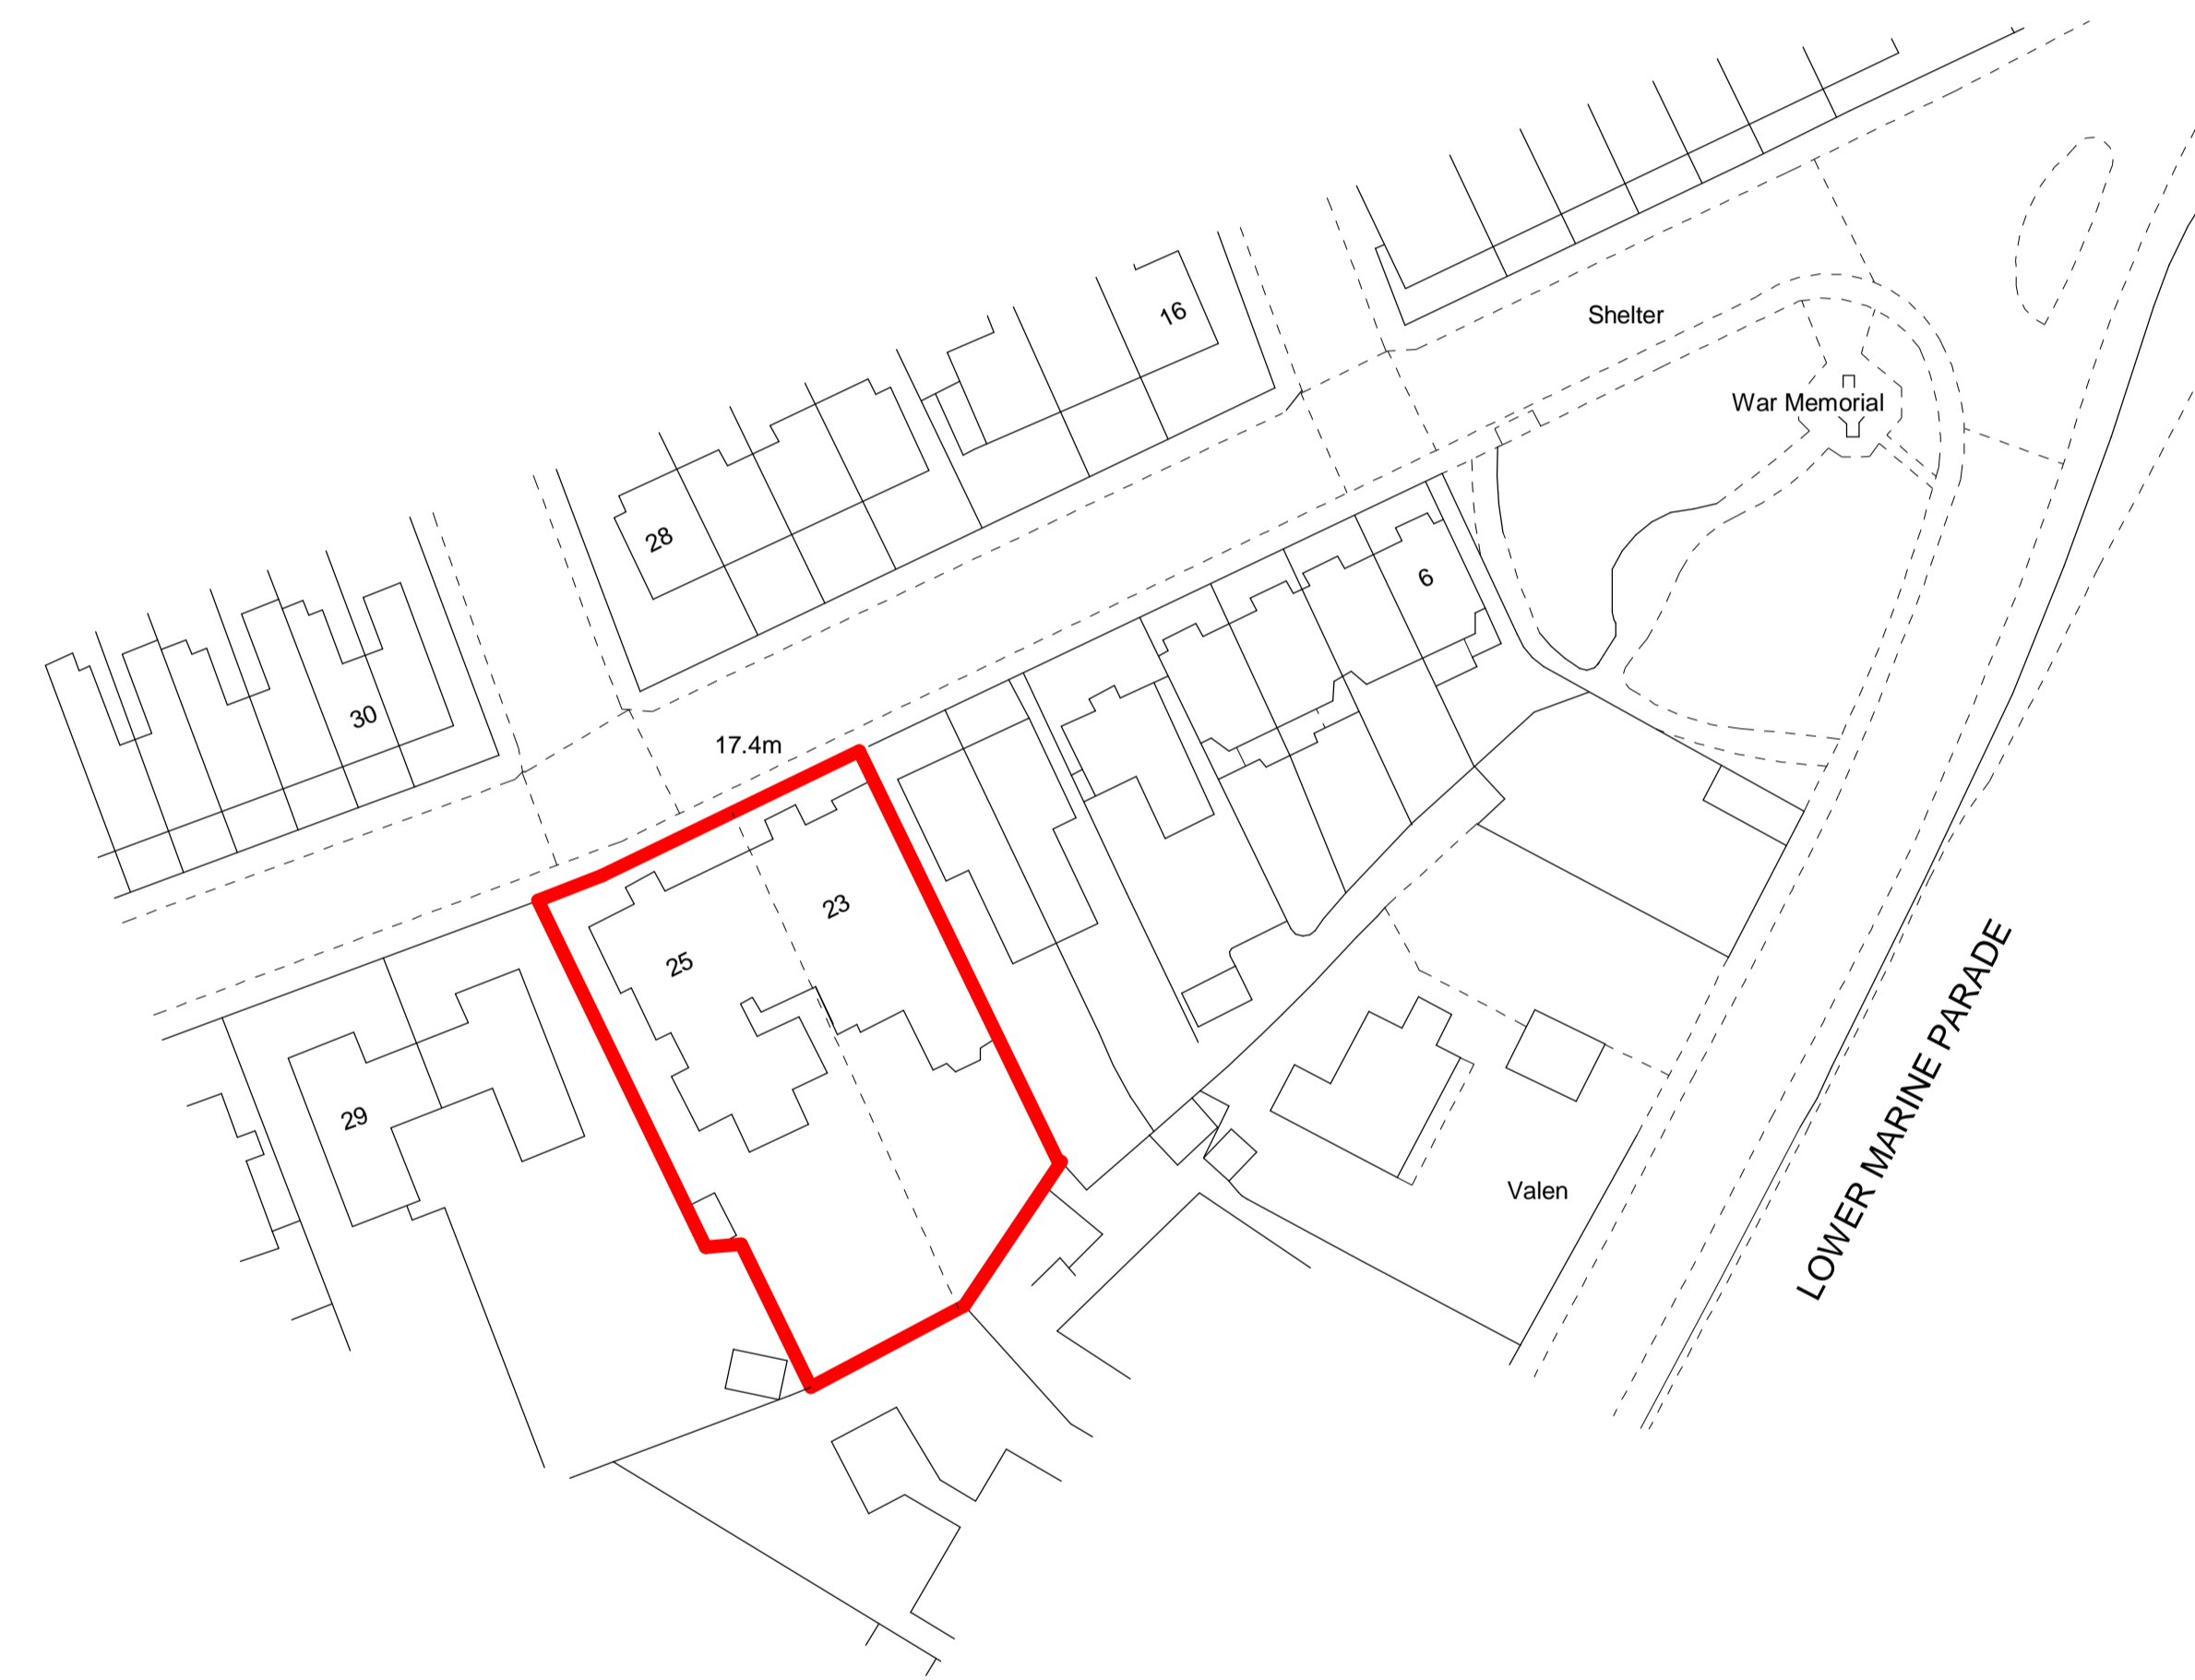 16
Shelter
War Memorial
28
6
30
17.4m
23
25
29
LOWER MARINE PARADE
Valen